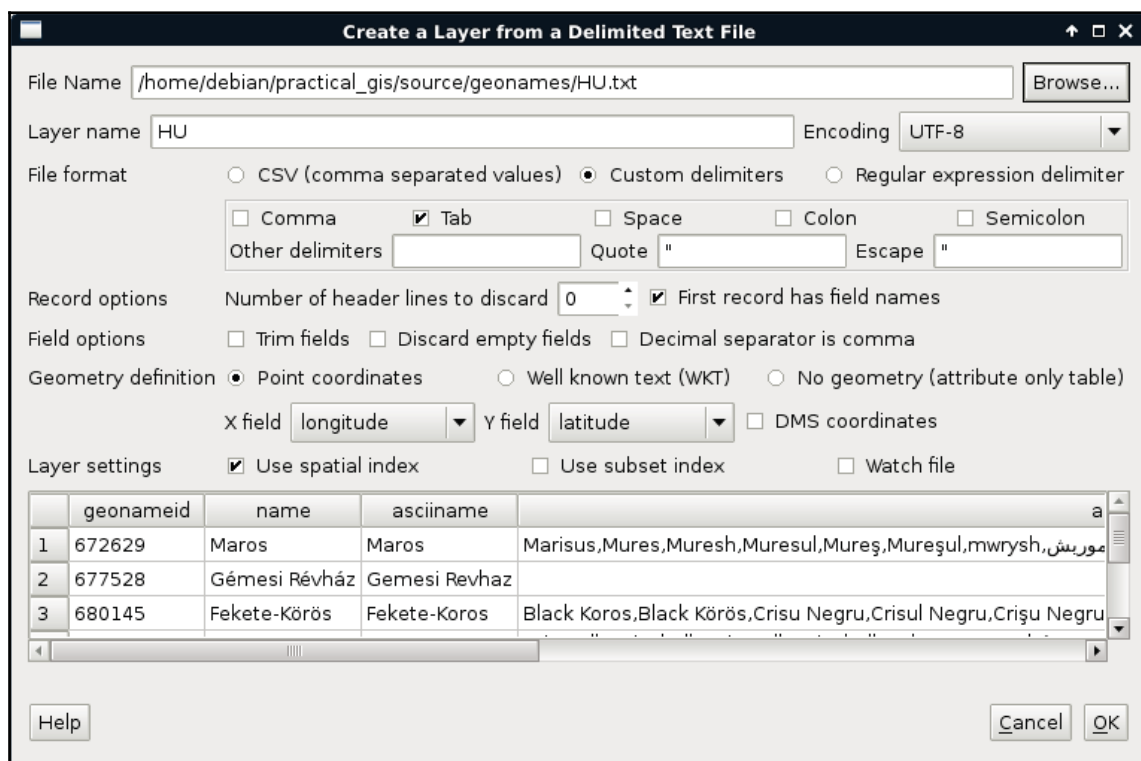 Create a Layer from a Delimited Text File
File Name /home/debian/practical_gis/source/geonames/HU.txt Browse...
Layer name HU Encoding UTF-8
File format CSV (comma separated values) Custom delimiters Regular expression delimiter
Comma Tab Space Colon Semicolon
Other delimiters Quote " Escape "
Record options Number of header lines to discard 0 First record has field names
Field options Trim fields Discard empty fields Decimal separator is comma
Geometry definition Point coordinates Well known text (WKT) No geometry (attribute only table)
X field longitude Y field latitude DMS coordinates
Layer settings Use spatial index Use subset index Watch file
geonameid name asciiname a
1 672629 Maros Maros Marisus,Mures,Muresh,Muresul,Mureş,Mureşul,mwrysh,موريش
2 677528 Gémesi Révház Gemesi Revhaz
3 680145 Fekete-Körös Fekete-Koros Black Koros,Black Körös,Crisu Negru,Crisul Negru,Crişu Negru
Help Cancel OK